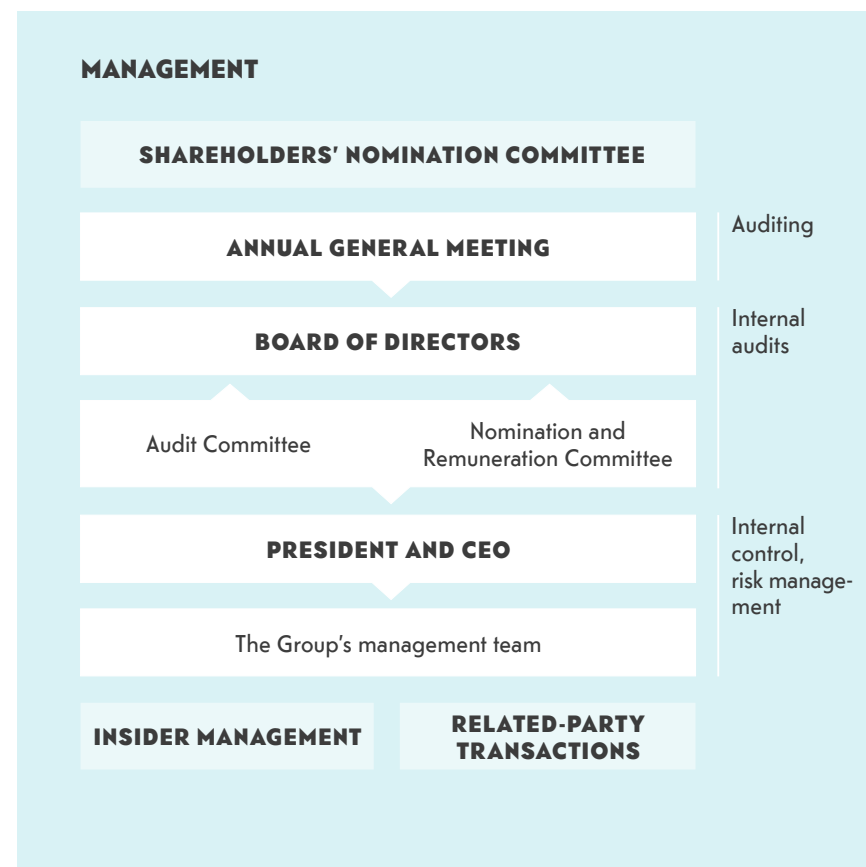 MANAGEMENT
SHAREHOLDERS’ NOMINATION COMMITTEE
ANNUAL GENERAL MEETING
Auditing
BOARD OF DIRECTORS
Internal
audits
Audit Committee
Nomination and
Remuneration Committee
PRESIDENT AND CEO
Internal
control,
risk manage-
ment
The Group’s management team
INSIDER MANAGEMENT
RELATED-PARTY
TRANSACTIONS